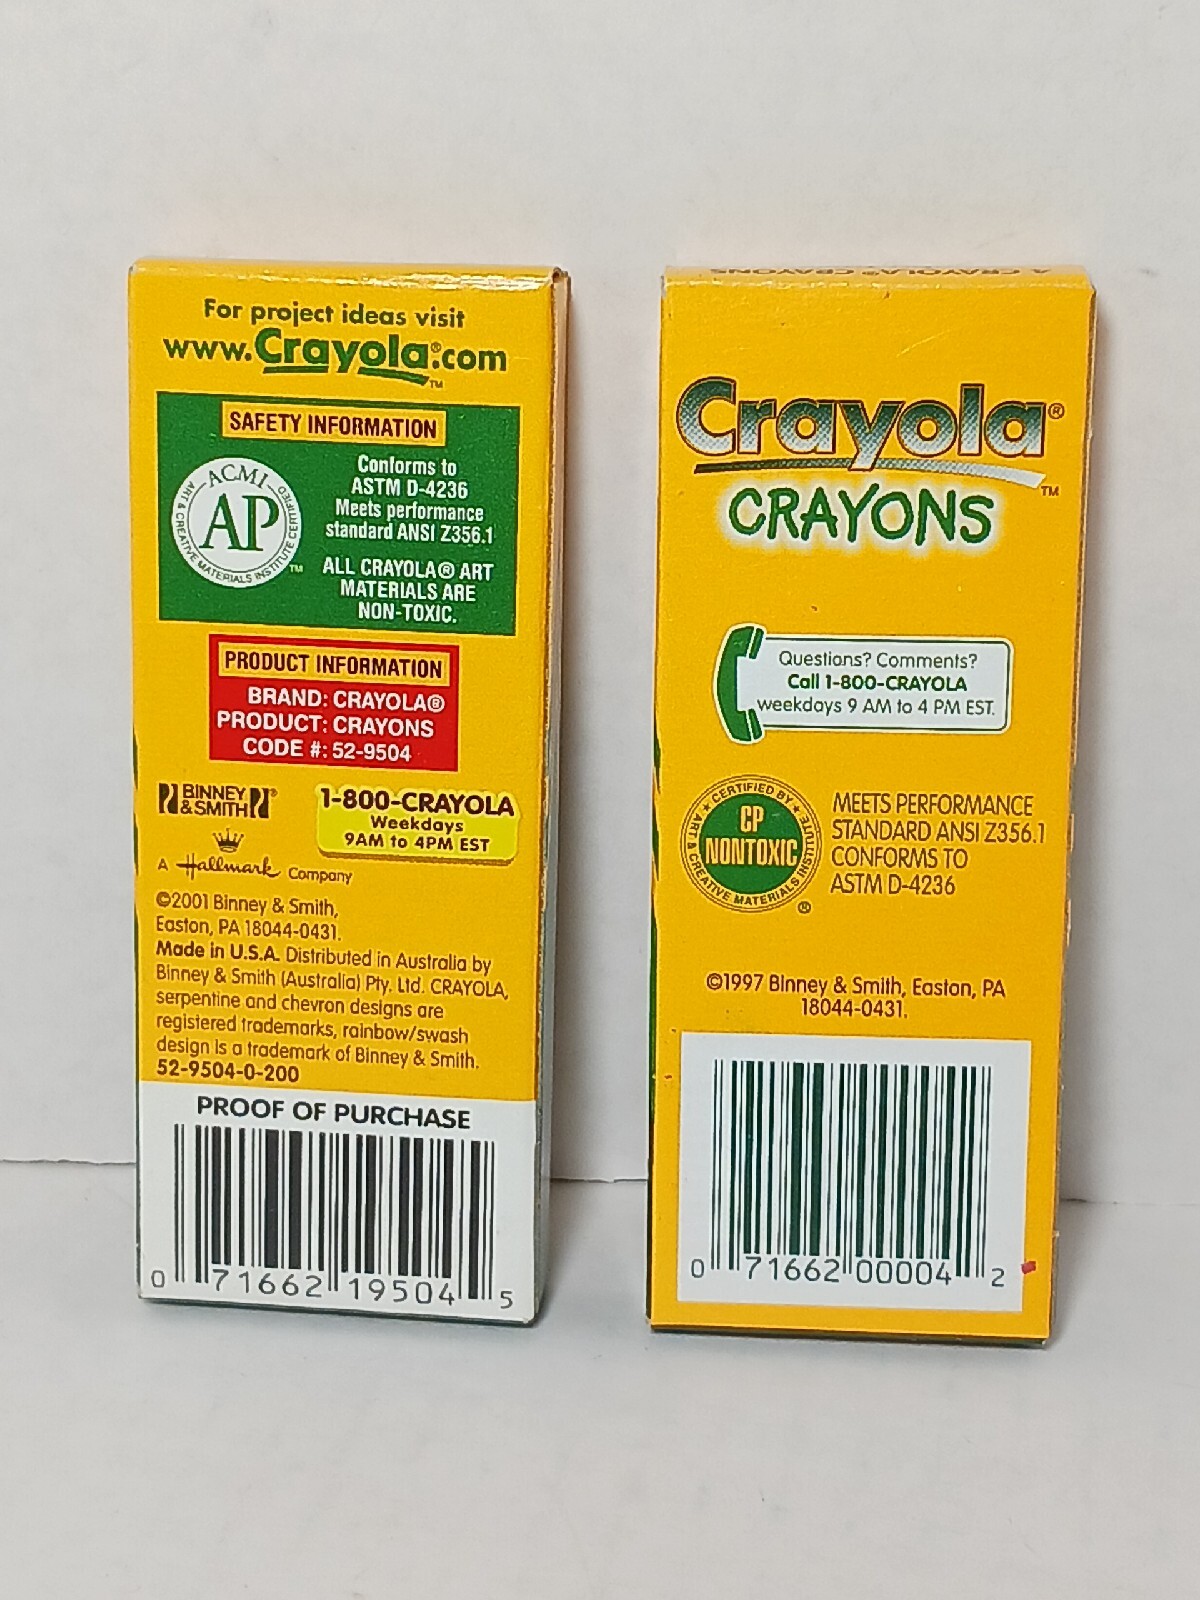 For project ideas visit
www.Crayola®.com™
SAFETY INFORMATION
ACMI
AP
ART & CREATIVE MATERIALS INSTITUTE CERTIFIED
™
Conforms to
ASTM D-4236
Meets performance
standard ANSI Z356.1
ALL CRAYOLA® ART
MATERIALS ARE
NON-TOXIC.
PRODUCT INFORMATION
BRAND: CRAYOLA®
PRODUCT: CRAYONS
CODE #: 52-9504
BINNEY
& SMITH®
A Hallmark Company
1-800-CRAYOLA
Weekdays
9AM to 4PM EST
©2001 Binney & Smith,
Easton, PA 18044-0431.
Made in U.S.A. Distributed in Australia by
Binney & Smith (Australia) Pty. Ltd. CRAYOLA,
serpentine and chevron designs are
registered trademarks, rainbow/swash
design is a trademark of Binney & Smith.
52-9504-0-200
PROOF OF PURCHASE
0 71662 19504 5
4 CRAYOLA® CRAYONS
Crayola®
™
CRAYONS
Questions? Comments?
Call 1-800-CRAYOLA
weekdays 9 AM to 4 PM EST.
CERTIFIED BY
CP
NONTOXIC
ART & CREATIVE MATERIALS INSTITUTE
®
MEETS PERFORMANCE
STANDARD ANSI Z356.1
CONFORMS TO
ASTM D-4236
©1997 Binney & Smith, Easton, PA
18044-0431.
0 71662 00004 2